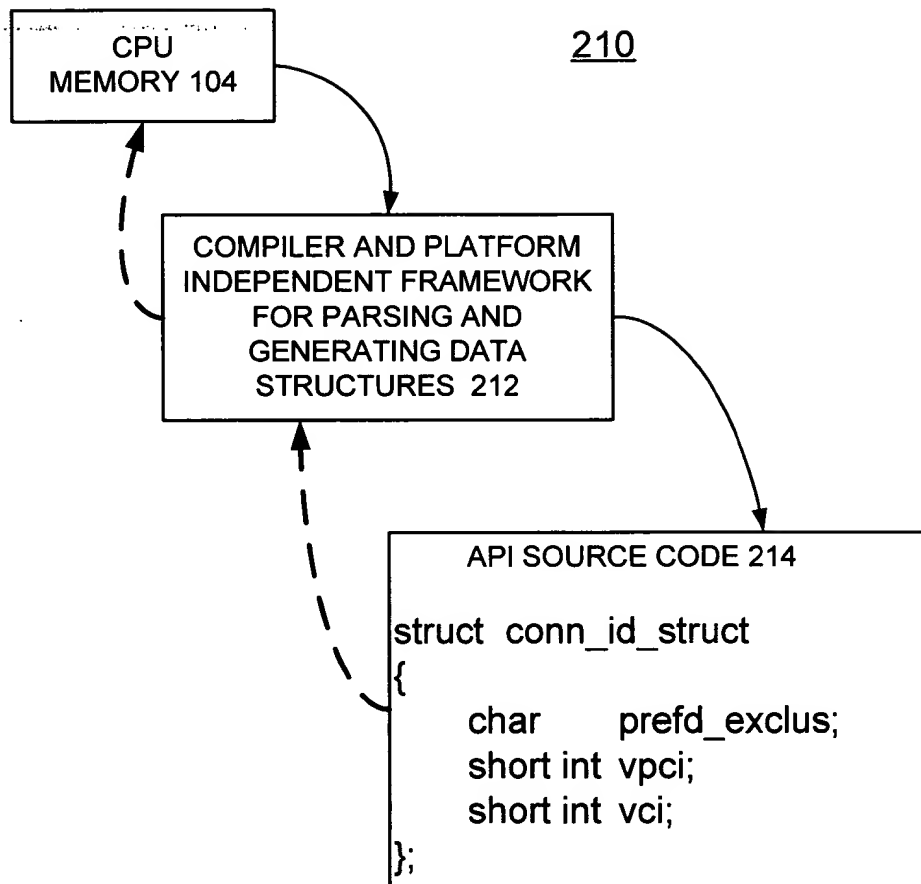 CPU
MEMORY 104
210
COMPILER AND PLATFORM
INDEPENDENT FRAMEWORK
FOR PARSING AND
GENERATING DATA
STRUCTURES 212
API SOURCE CODE 214
struct conn_id_struct
{
char prefd_exclus;
short int vpci;
short int vci;
};